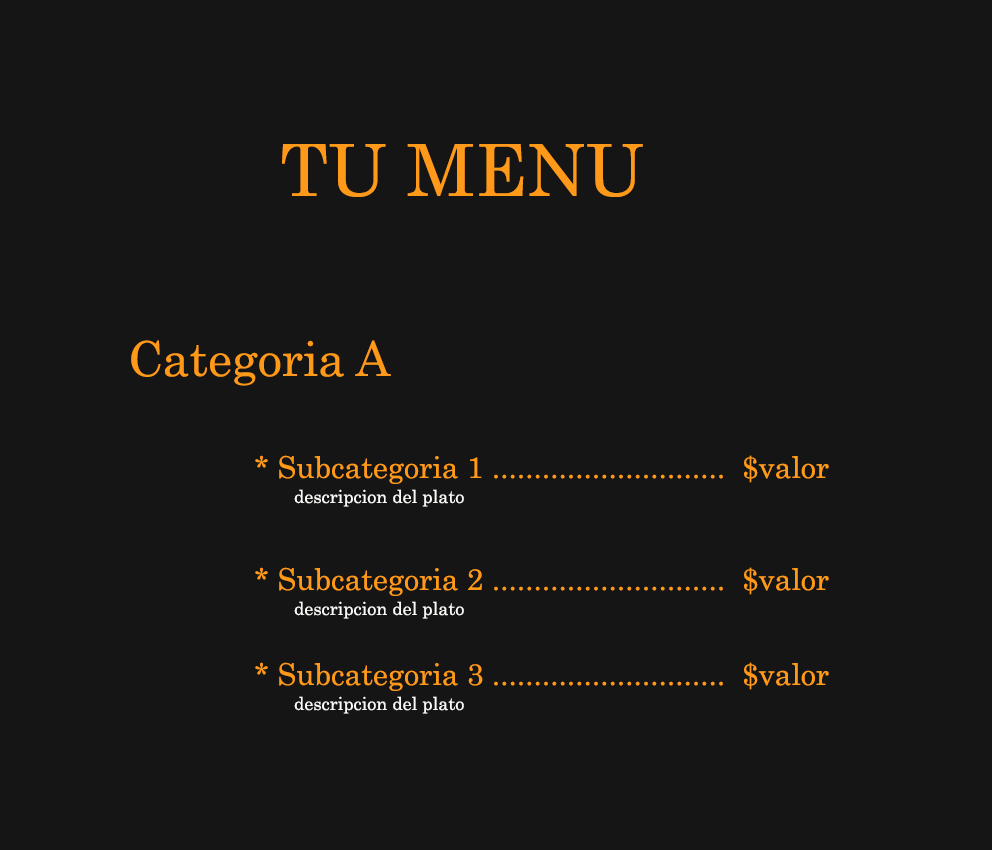 TU MENU
Categoria A
* Subcategoria 1 ............................ $valor
descripcion del plato
* Subcategoria 2 ............................ $valor
descripcion del plato
* Subcategoria 3 ............................ $valor
descripcion del plato